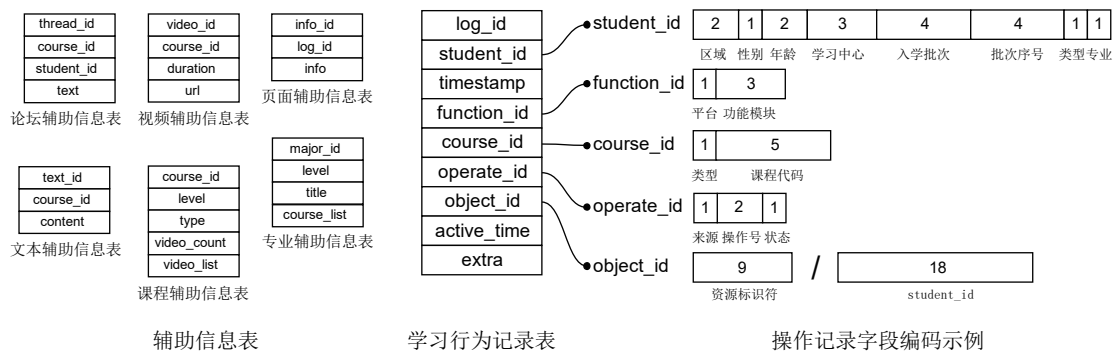 thread_id
course_id
student_id
text
论坛辅助信息表
video_id
course_id
duration
url
视频辅助信息表
info_id
log_id
info
页面辅助信息表
text_id
course_id
content
文本辅助信息表
course_id
level
type
video_count
video_list
课程辅助信息表
major_id
level
title
course_list
专业辅助信息表
辅助信息表
log_id
student_id
timestamp
function_id
course_id
operate_id
object_id
active_time
extra
学习行为记录表
student_id 2 1 2 3 4 4 1 1
区域 性别 年龄 学习中心 入学批次 批次序号 类型 专业
function_id 1 3
平台 功能模块
course_id 1 5
类型 课程代码
operate_id 1 2 1
来源 操作号 状态
object_id 9 / 18
资源标识符 student_id
操作记录字段编码示例